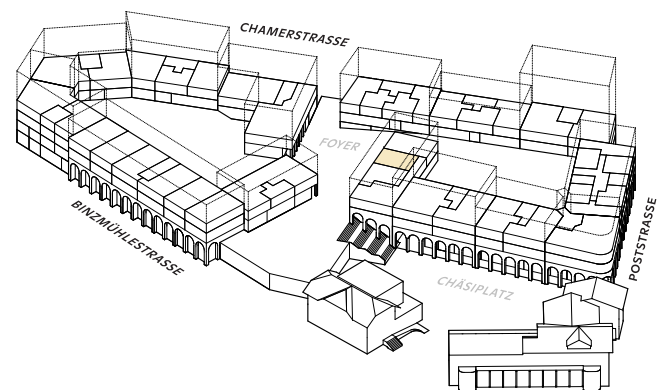 CHAMERSTRASSE
FOYER
BINZMÜHLESTRASSE
POSTSTRASSE
CHÄSIPLATZ